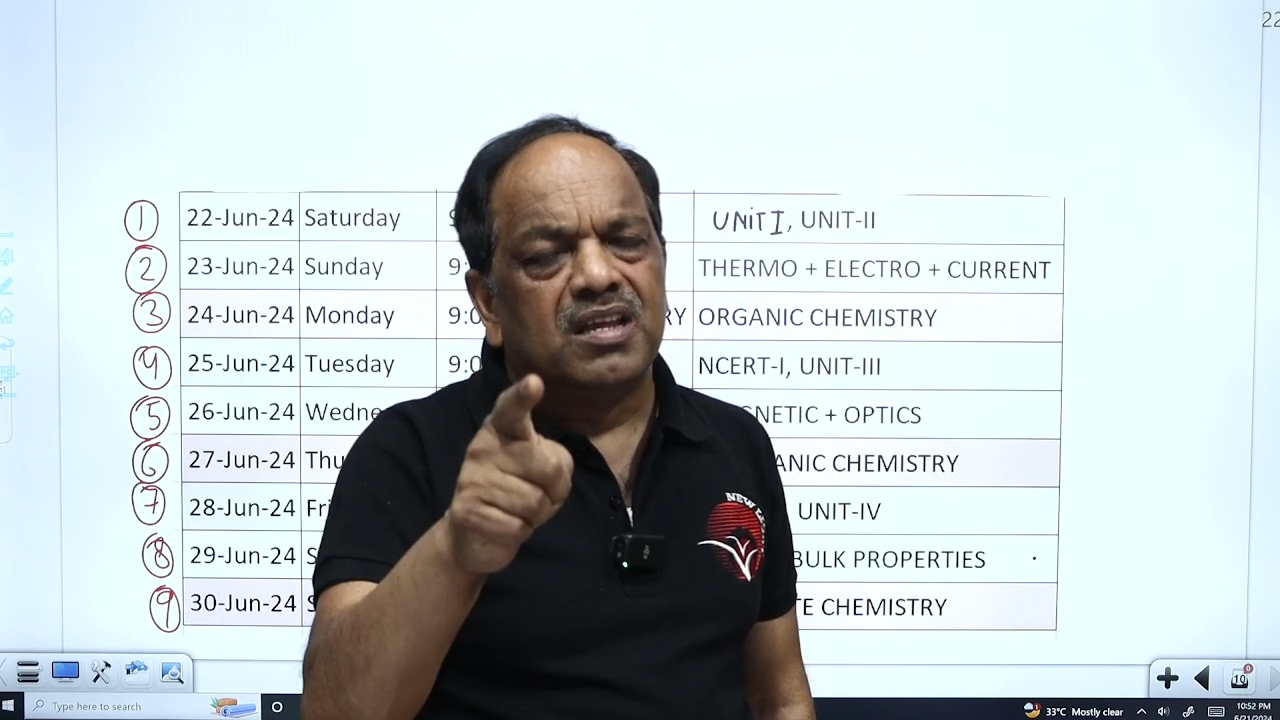 22
① 22-Jun-24 Saturday UNIT I, UNIT-II
② 23-Jun-24 Sunday 9: THERMO + ELECTRO + CURRENT
③ 24-Jun-24 Monday 9:0 RY ORGANIC CHEMISTRY
④ 25-Jun-24 Tuesday 9:0 NCERT-I, UNIT-III
⑤ 26-Jun-24 Wedne GNETIC + OPTICS
⑥ 27-Jun-24 Thu ANIC CHEMISTRY
⑦ 28-Jun-24 Fri UNIT-IV
⑧ 29-Jun-24 S BULK PROPERTIES
⑨ 30-Jun-24 S TE CHEMISTRY
NEW
10
0
Type here to search
33°C Mostly clear
10:52 PM
6/21/2024